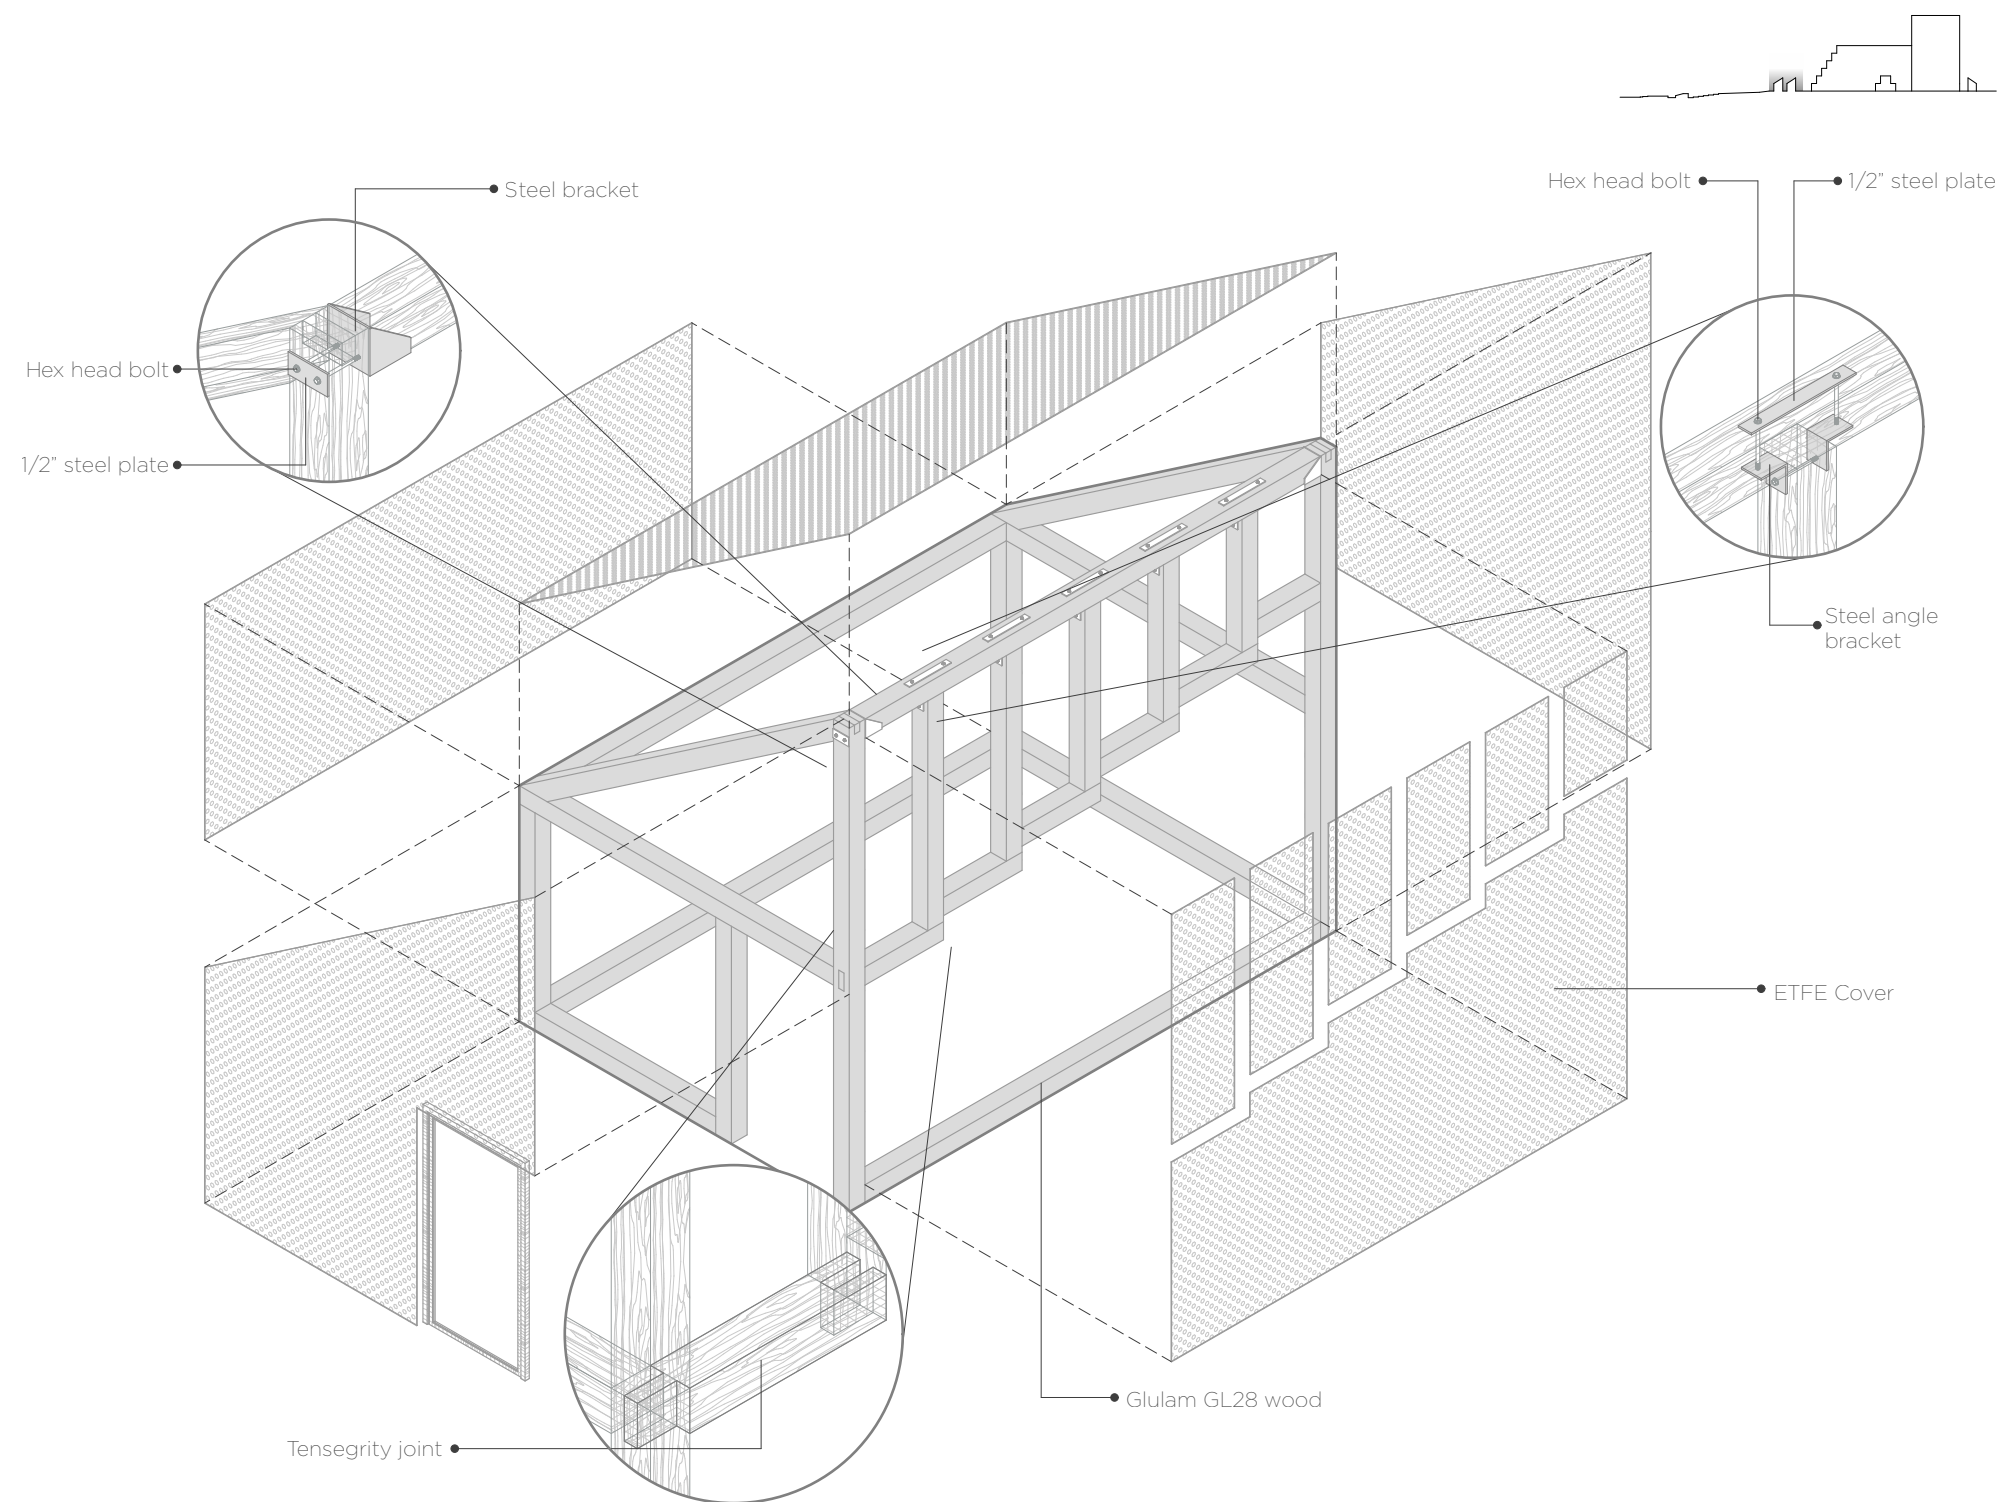 Hex head bolt
1/2” steel plate
Steel bracket
Hex head bolt
1/2” steel plate
Steel angle
bracket
ETFE Cover
Glulam GL28 wood
Tensegrity joint